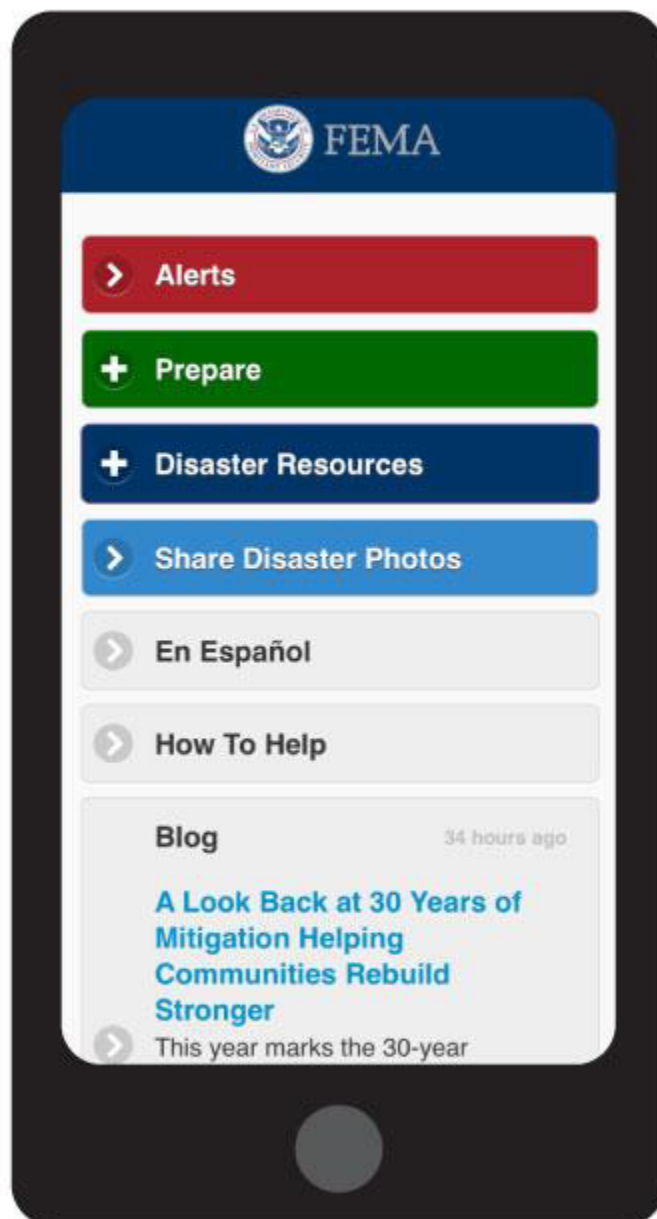 FEMA
Alerts
Prepare
Disaster Resources
Share Disaster Photos
En Español
How To Help
Blog
34 hours ago
A Look Back at 30 Years of
Mitigation Helping
Communities Rebuild
Stronger
This year marks the 30-year